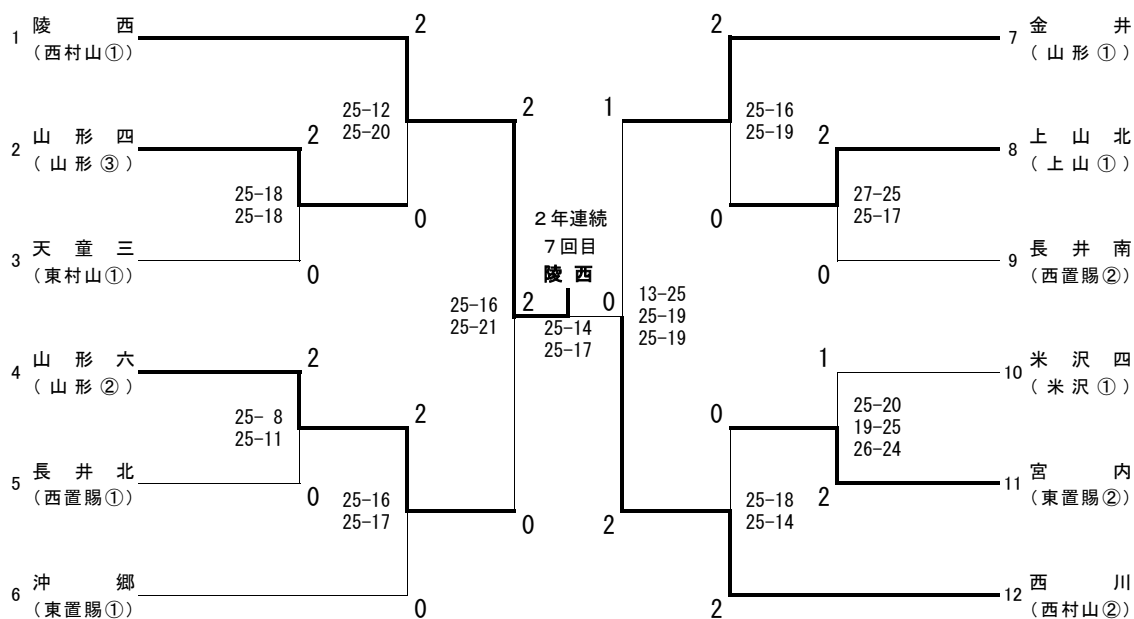 1 陵西
(西村山①)
2 山形四
(山形③)
3 天童三
(東村山①)
4 山形六
(山形②)
5 長井北
(西置賜①)
6 沖郷
(東置賜①)
2
25-12
25-20
0
2
25-18
25-18
0
2
25-16
25-21
0
2
25- 8
25-11
0
2
25-16
25-17
0
2年連続
7回目
陵西
2
0
25-14
25-17
1
13-25
25-19
25-19
2
2
25-16
25-19
0
2
27-25
25-17
0
1
25-20
19-25
26-24
2
0
25-18
25-14
2
7 金井
(山形①)
8 上山北
(上山①)
9 長井南
(西置賜②)
10 米沢四
(米沢①)
11 宮内
(東置賜②)
12 西川
(西村山②)